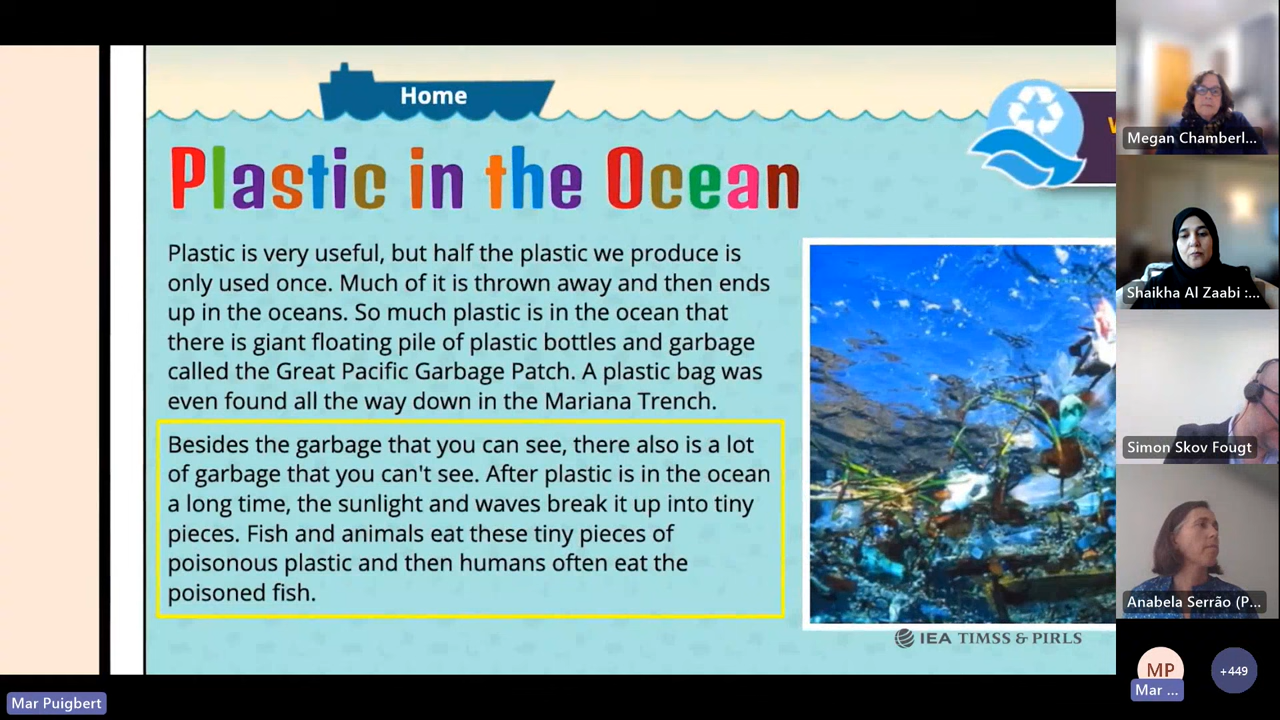 Home
Plastic in the Ocean
Plastic is very useful, but half the plastic we produce is
only used once. Much of it is thrown away and then ends
up in the oceans. So much plastic is in the ocean that
there is giant floating pile of plastic bottles and garbage
called the Great Pacific Garbage Patch. A plastic bag was
even found all the way down in the Mariana Trench.
Besides the garbage that you can see, there also is a lot
of garbage that you can't see. After plastic is in the ocean
a long time, the sunlight and waves break it up into tiny
pieces. Fish and animals eat these tiny pieces of
poisonous plastic and then humans often eat the
poisoned fish.
IEA TIMSS & PIRLS
Megan Chamberl...
Shaikha Al Zaabi :...
Simon Skov Fougt
Anabela Serrão (P...
MP
Mar ...
+449
Mar Puigbert